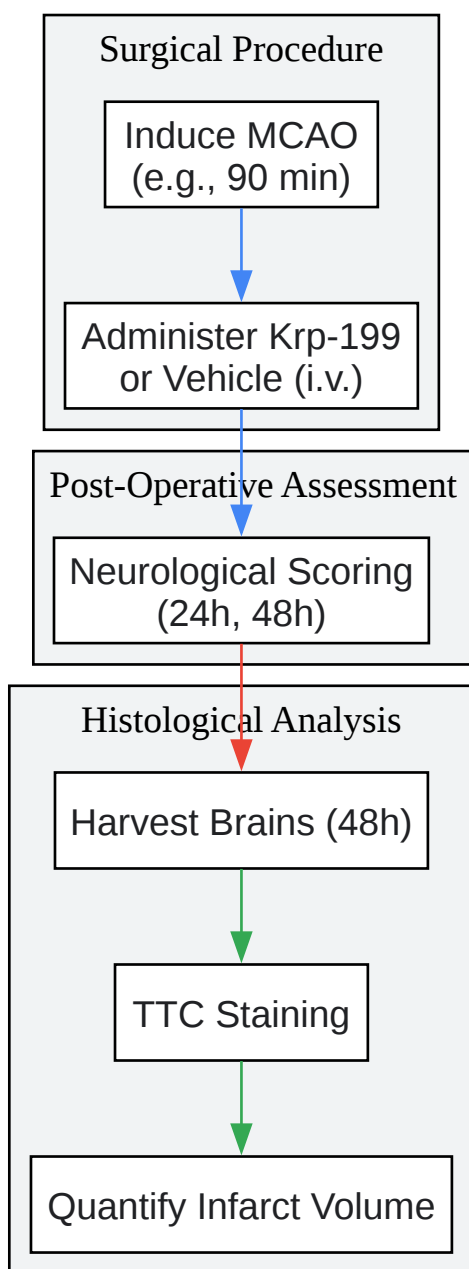 Surgical Procedure
Induce MCAO
(e.g., 90 min)
Administer Krp-199
or Vehicle (i.v.)
Post-Operative Assessment
Neurological Scoring
(24h, 48h)
Histological Analysis
Harvest Brains (48h)
TTC Staining
Quantify Infarct Volume